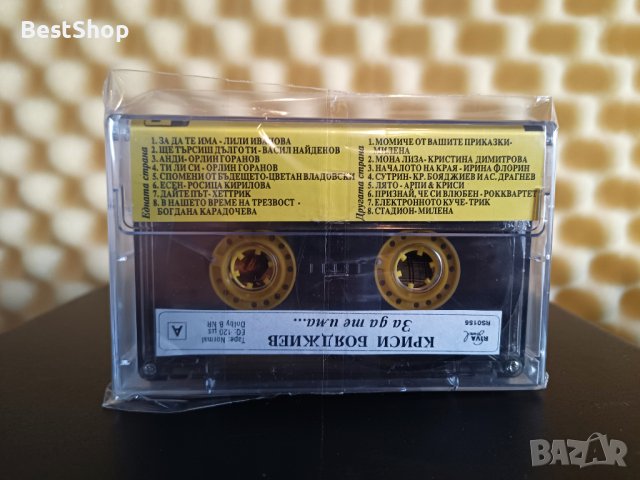 BestShop
Едната страна
1. ЗА ДА ТЕ ИМА - ЛИЛИ ИВАНОВА
2. ЩЕ ТЪРСИШ ДЪЛГО ТИ - ВАСИЛ НАЙДЕНОВ
3. АНДИ - ОРЛИН ГОРАНОВ
4. ТИ ЛИ СИ - ОРЛИН ГОРАНОВ
5. СПОМЕНИ ОТ БЪДЕЩЕТО - ЦВЕТАН ВЛАДОВСКИ
6. ЕСЕН - РОСИЦА КИРИЛОВА
7. ДАЙТЕ ПЪТ - ХЕТТРИК
8. В НАШЕТО ВРЕМЕ НА ТРЕЗВОСТ -
БОГДАНА КАРАДОЧЕВА
Другата страна
1. МОМИЧЕ ОТ ВАШИТЕ ПРИКАЗКИ -
МИЛЕНА
2. МОНА ЛИЗА - КРИСТИНА ДИМИТРОВА
3. НАЧАЛОТО НА КРАЯ - ИРИНА ФЛОРИН
4. СУТРИН - КР. БОЯДЖИЕВ И АС. ДРАГНЕВ
5. ЛЯТО - АРПИ & КРИСИ
6. ПРИЗНАЙ, ЧЕ СИ ВЛЮБЕН - РОККВАРТЕТ
7. ЕЛЕКТРОННОТО КУЧЕ - ТРИК
8. СТАДИОН - МИЛЕНА
RIVA
Sound
RS0156
КРИСИ БОЯДЖИЕВ
За да те има...
Tape: Normal
EQ: 120 µs
Dolby B NR
A
BAZAR